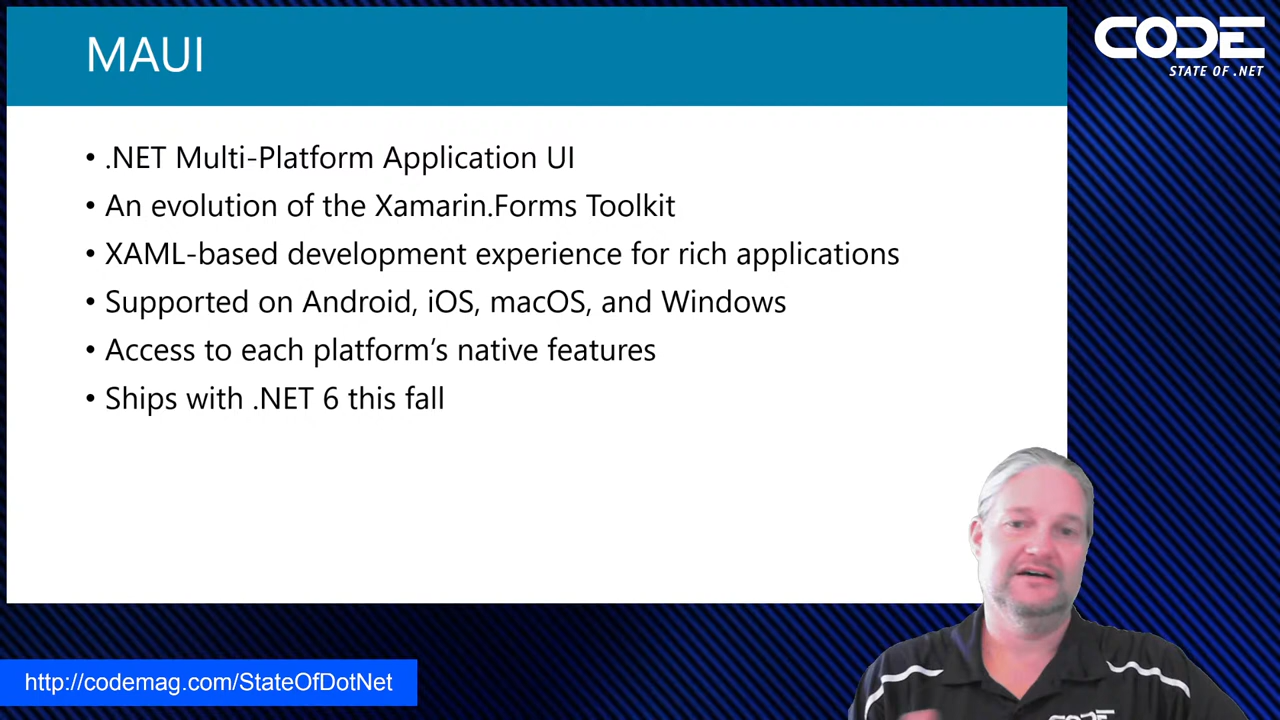 MAUI
CODE
STATE OF .NET
• .NET Multi-Platform Application UI
• An evolution of the Xamarin.Forms Toolkit
• XAML-based development experience for rich applications
• Supported on Android, iOS, macOS, and Windows
• Access to each platform’s native features
• Ships with .NET 6 this fall
http://codemag.com/StateOfDotNet
CODE